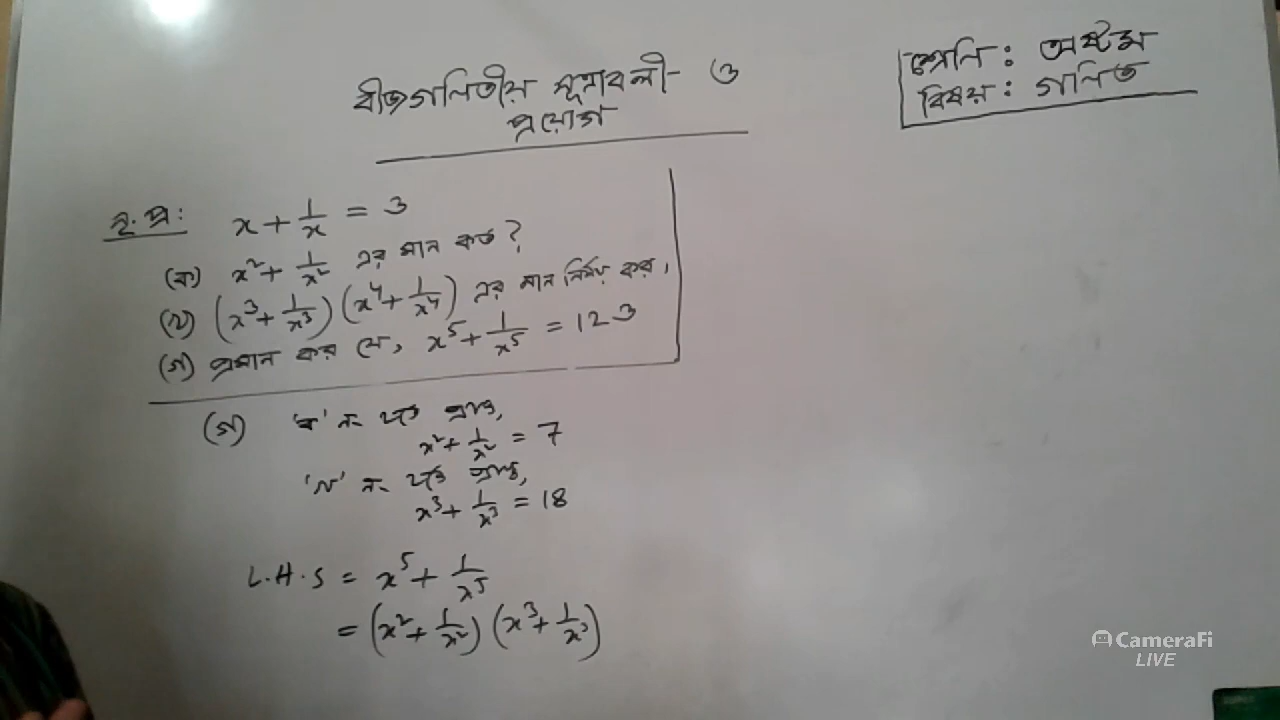 বীজগণিতীয় সূত্রাবলী ও
প্রয়োগ
শ্রেনি : অষ্টম
বিষয় : গণিত
সৃ.প্র: x + 1/x = 3
(ক) x² + 1/x² এর মান কত?
(খ) (x³ + 1/x³) (x⁴ + 1/x⁴) এর মান নির্ণয় কর।
(গ) প্রমান কর যে, x⁵ + 1/x⁵ = 123
(গ) 'ক' নং হতে প্রাপ্ত,
x² + 1/x² = 7
'খ' নং হতে প্রাপ্ত,
x³ + 1/x³ = 18
L.H.S = x⁵ + 1/x⁵
= (x² + 1/x²) (x³ + 1/x³)
CameraFi
LIVE